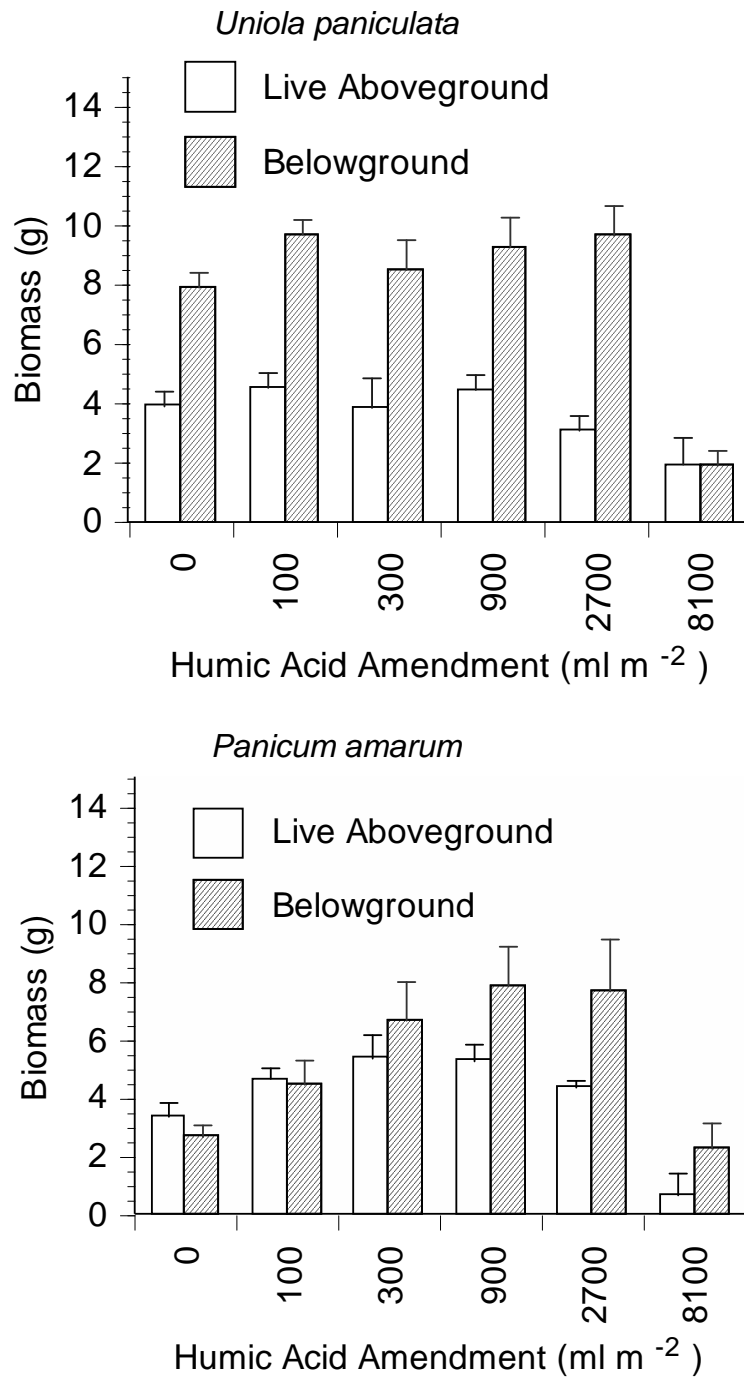 Uniola paniculata
Live Aboveground
Belowground
14
12
10
8
6
4
2
0
Biomass (g)
0
100
300
900
2700
8100
Humic Acid Amendment (ml m -2 )
Panicum amarum
Live Aboveground
Belowground
14
12
10
8
6
4
2
0
Biomass (g)
0
100
300
900
2700
8100
Humic Acid Amendment (ml m -2 )